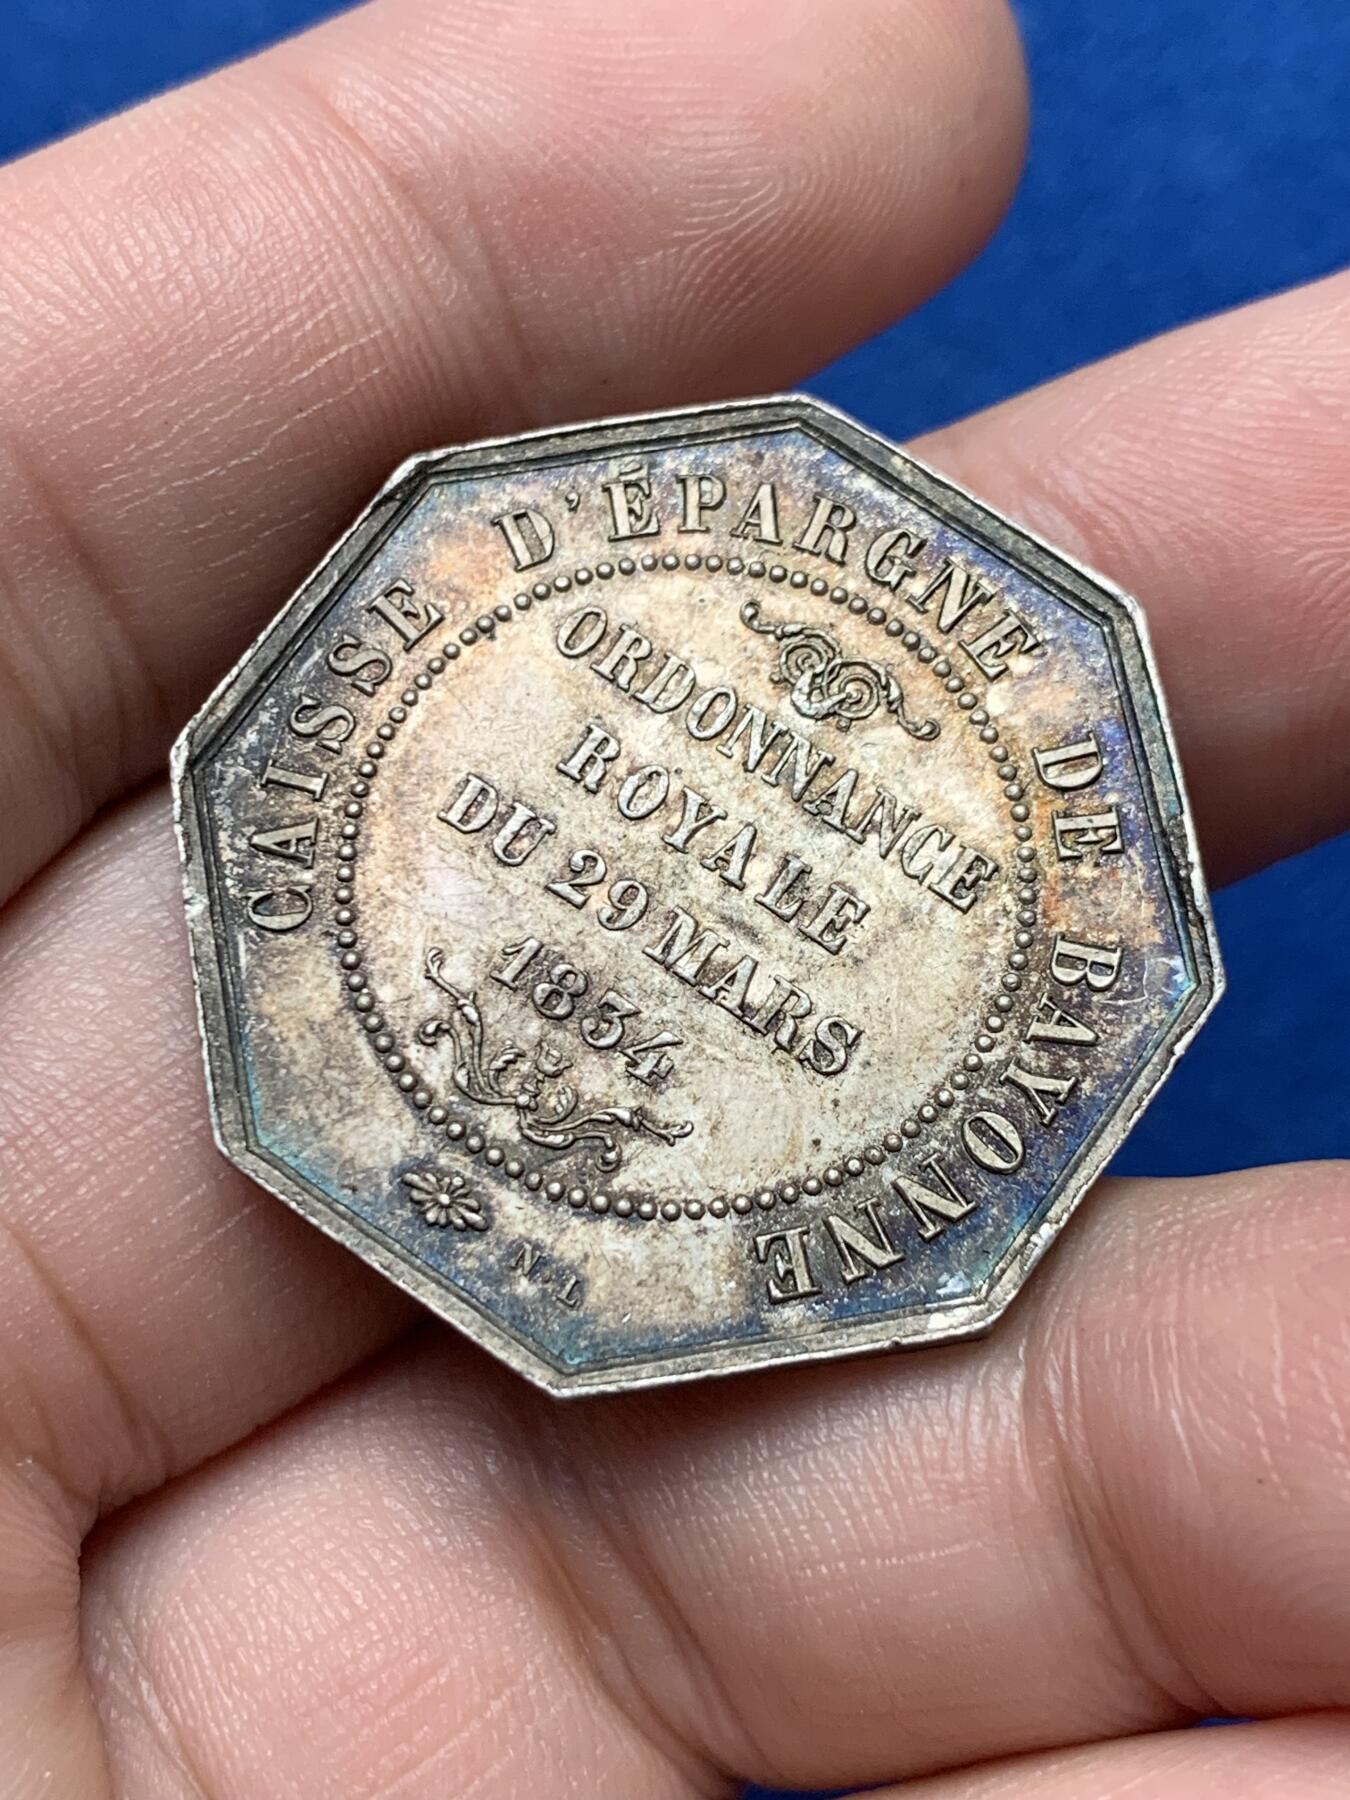 CAISSE D'ÉPARGNE DE BAYONNE
ORDONNANCE
ROYALE
DU 29 MARS
1834
N·L